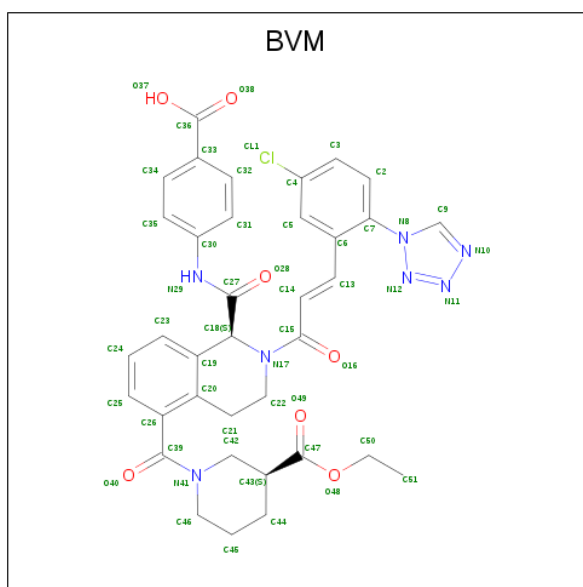 BVM
O37
HO
O
O38
C36
C33
CL1
Cl
C3
C34
C32
C4
C2
C35
C31
C5
N8
C9
C30
C6
C7
N
N
N10
HN
O
O28
N
N
N29
C27
C14
C13
N12
N11
C23
C18(S)
C15
C24
C19
N
N17
O
O16
C25
C20
C22
O49
C26
C21
O
C42
C47
C50
C39
O
O40
N
N41
C43(S)
O
O48
C51
C46
C44
C45